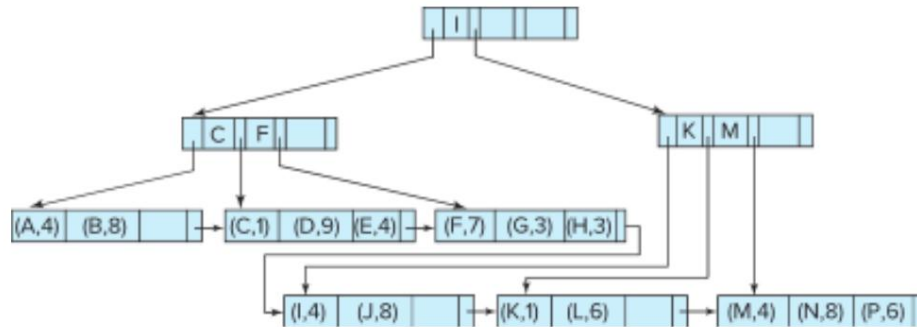 I
C F
K M
(A,4) (B,8) (C,1) (D,9) (E,4) (F,7) (G,3) (H,3)
(I,4) (J,8) (K,1) (L,6) (M,4) (N,8) (P,6)